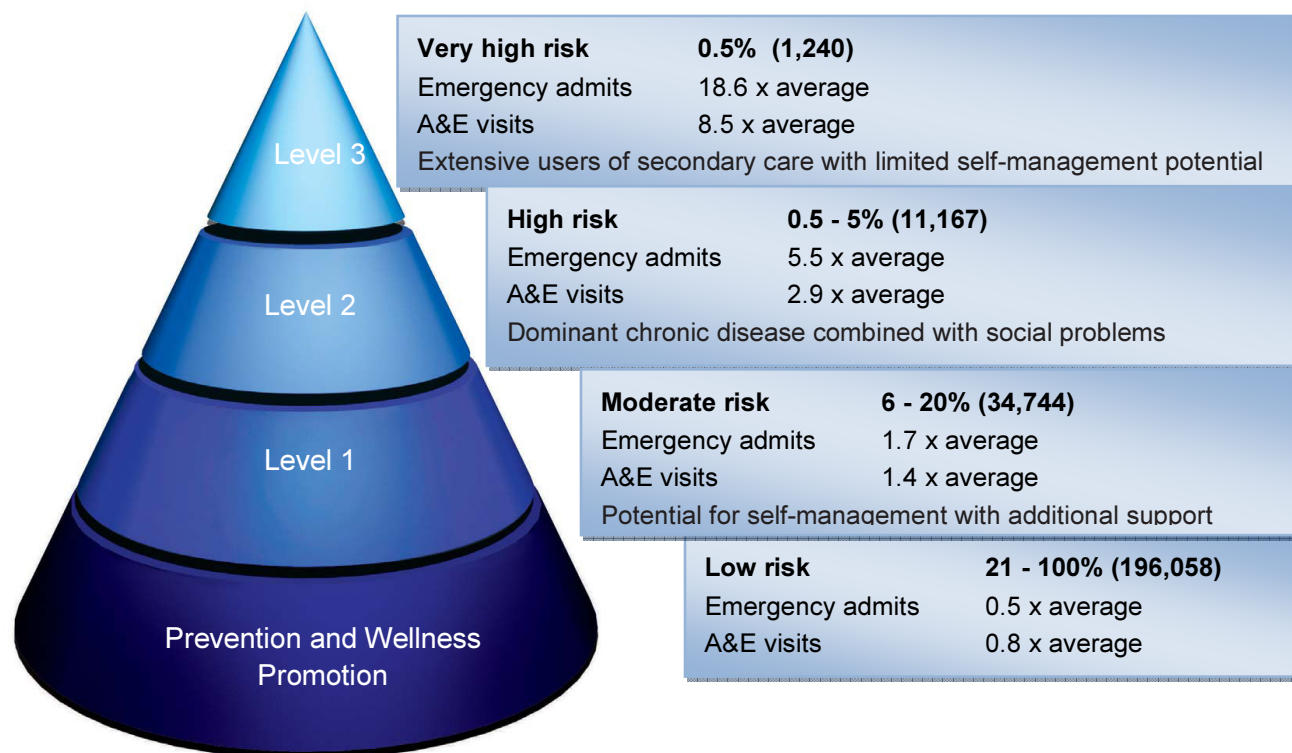 Level 3
Level 2
Level 1
Prevention and Wellness
Promotion
Very high risk 0.5% (1,240)
Emergency admits 18.6 x average
A&E visits 8.5 x average
Extensive users of secondary care with limited self-management potential
High risk 0.5 - 5% (11,167)
Emergency admits 5.5 x average
A&E visits 2.9 x average
Dominant chronic disease combined with social problems
Moderate risk 6 - 20% (34,744)
Emergency admits 1.7 x average
A&E visits 1.4 x average
Potential for self-management with additional support
Low risk 21 - 100% (196,058)
Emergency admits 0.5 x average
A&E visits 0.8 x average